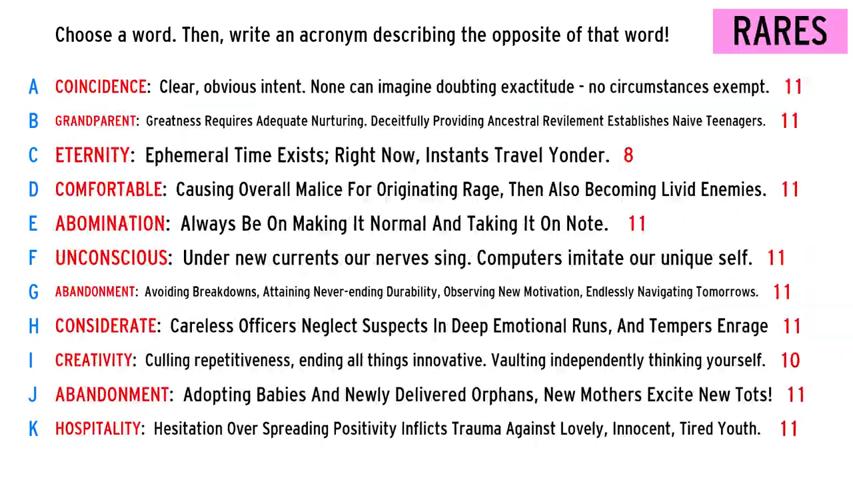 Choose a word. Then, write an acronym describing the opposite of that word!
RARES
A COINCIDENCE: Clear, obvious intent. None can imagine doubting exactitude - no circumstances exempt. 11
B GRANDPARENT: Greatness Requires Adequate Nurturing. Deceitfully Providing Ancestral Revilement Establishes Naive Teenagers. 11
C ETERNITY: Ephemeral Time Exists; Right Now, Instants Travel Yonder. 8
D COMFORTABLE: Causing Overall Malice For Originating Rage, Then Also Becoming Livid Enemies. 11
E ABOMINATION: Always Be On Making It Normal And Taking It On Note. 11
F UNCONSCIOUS: Under new currents our nerves sing. Computers imitate our unique self. 11
G ABANDONMENT: Avoiding Breakdowns, Attaining Never-ending Durability, Observing New Motivation, Endlessly Navigating Tomorrows. 11
H CONSIDERATE: Careless Officers Neglect Suspects In Deep Emotional Runs, And Tempers Enrage 11
I CREATIVITY: Culling repetitiveness, ending all things innovative. Vaulting independently thinking yourself. 10
J ABANDONMENT: Adopting Babies And Newly Delivered Orphans, New Mothers Excite New Tots! 11
K HOSPITALITY: Hesitation Over Spreading Positivity Inflicts Trauma Against Lovely, Innocent, Tired Youth. 11